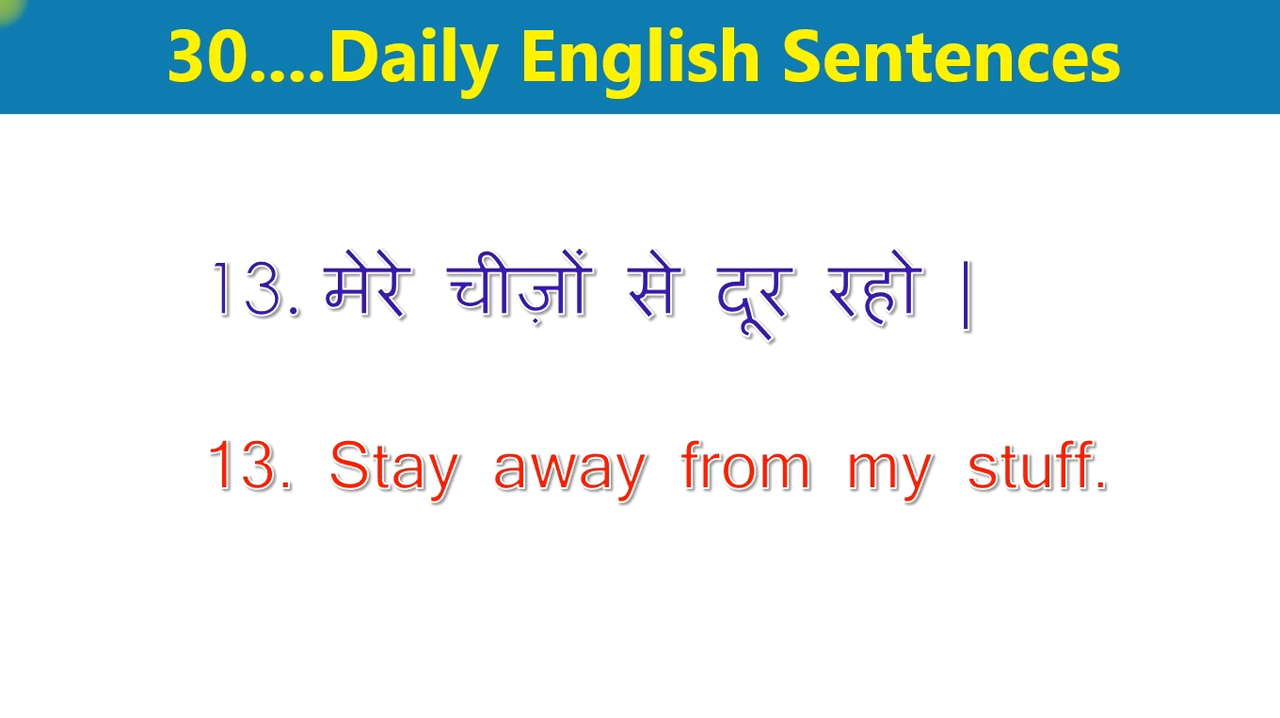 30....Daily English Sentences
13. मेरे चीज़ों से दूर रहो |
13. Stay away from my stuff.